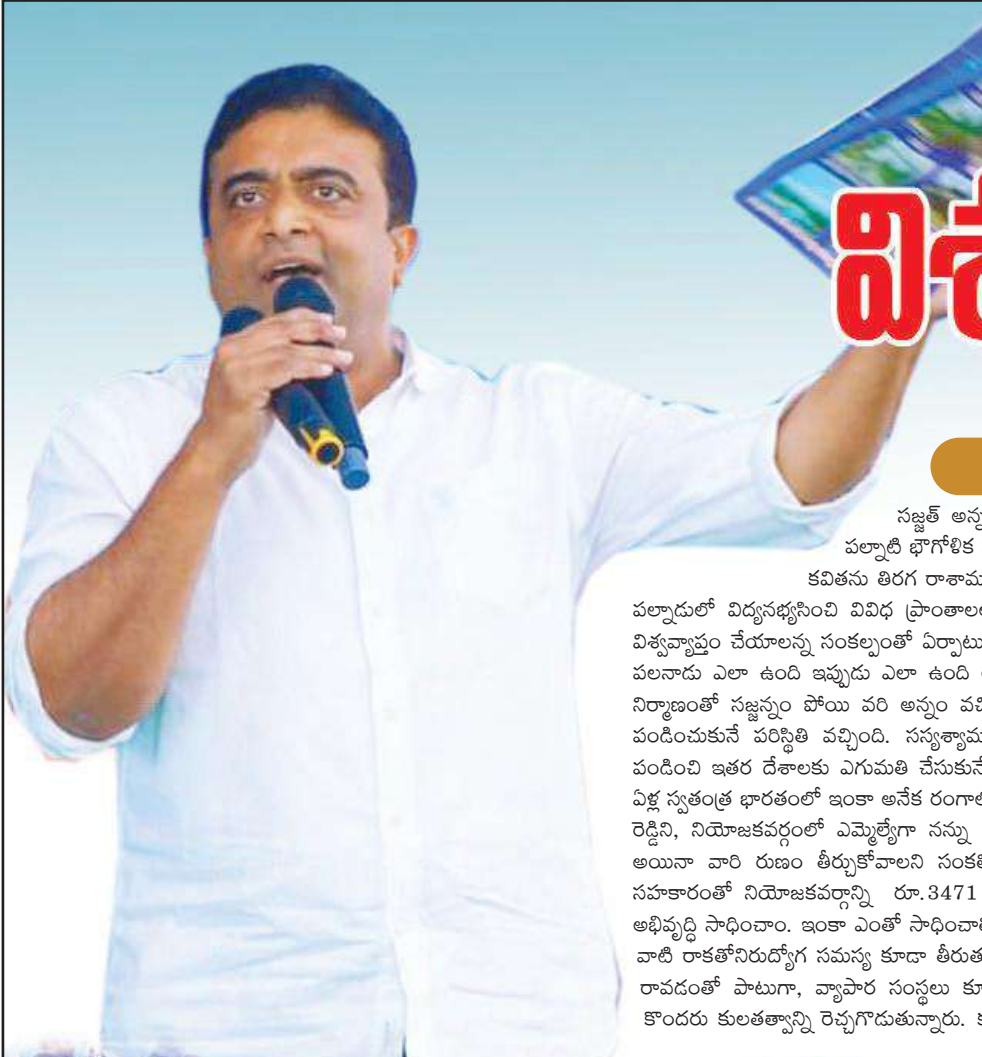 విశ
సజ్జత్ అన్న
పల్నాటి భౌగోళిక
కవితను తిరగ రాశాము
పల్నాడులో విద్యనభ్యసించి వివిధ ప్రాంతాలల
విశ్వవ్యాప్తం చేయాలన్న సంకల్పంతో ఏర్పాటు
పలనాడు ఎలా ఉంది ఇప్పుడు ఎలా ఉంది
నిర్మాణంతో సజ్జన్నం పోయి వరి అన్నం వచి
పండించుకునే పరిస్థితి వచ్చింది. సస్యశ్యామ
పండించి ఇతర దేశాలకు ఎగుమతి చేసుకునే
ఏళ్ల స్వతంత్ర భారతంలో ఇంకా అనేక రంగాల
రెడ్డిని, నియోజకవర్గంలో ఎమ్మెల్యేగా నన్ను
అయినా వారి రుణం తీర్చుకోవాలని సంకల
సహకారంతో నియోజకవర్గాన్ని రూ.3471
అభివృద్ధి సాధించాం. ఇంకా ఎంతో సాధించాల
వాటి రాకతోనిరుద్యోగ సమస్య కూడా తీరుత
రావడంతో పాటుగా, వ్యాపార సంస్థలు కూ
కొందరు కులతత్వాన్ని రెచ్చగొడుతున్నారు. క